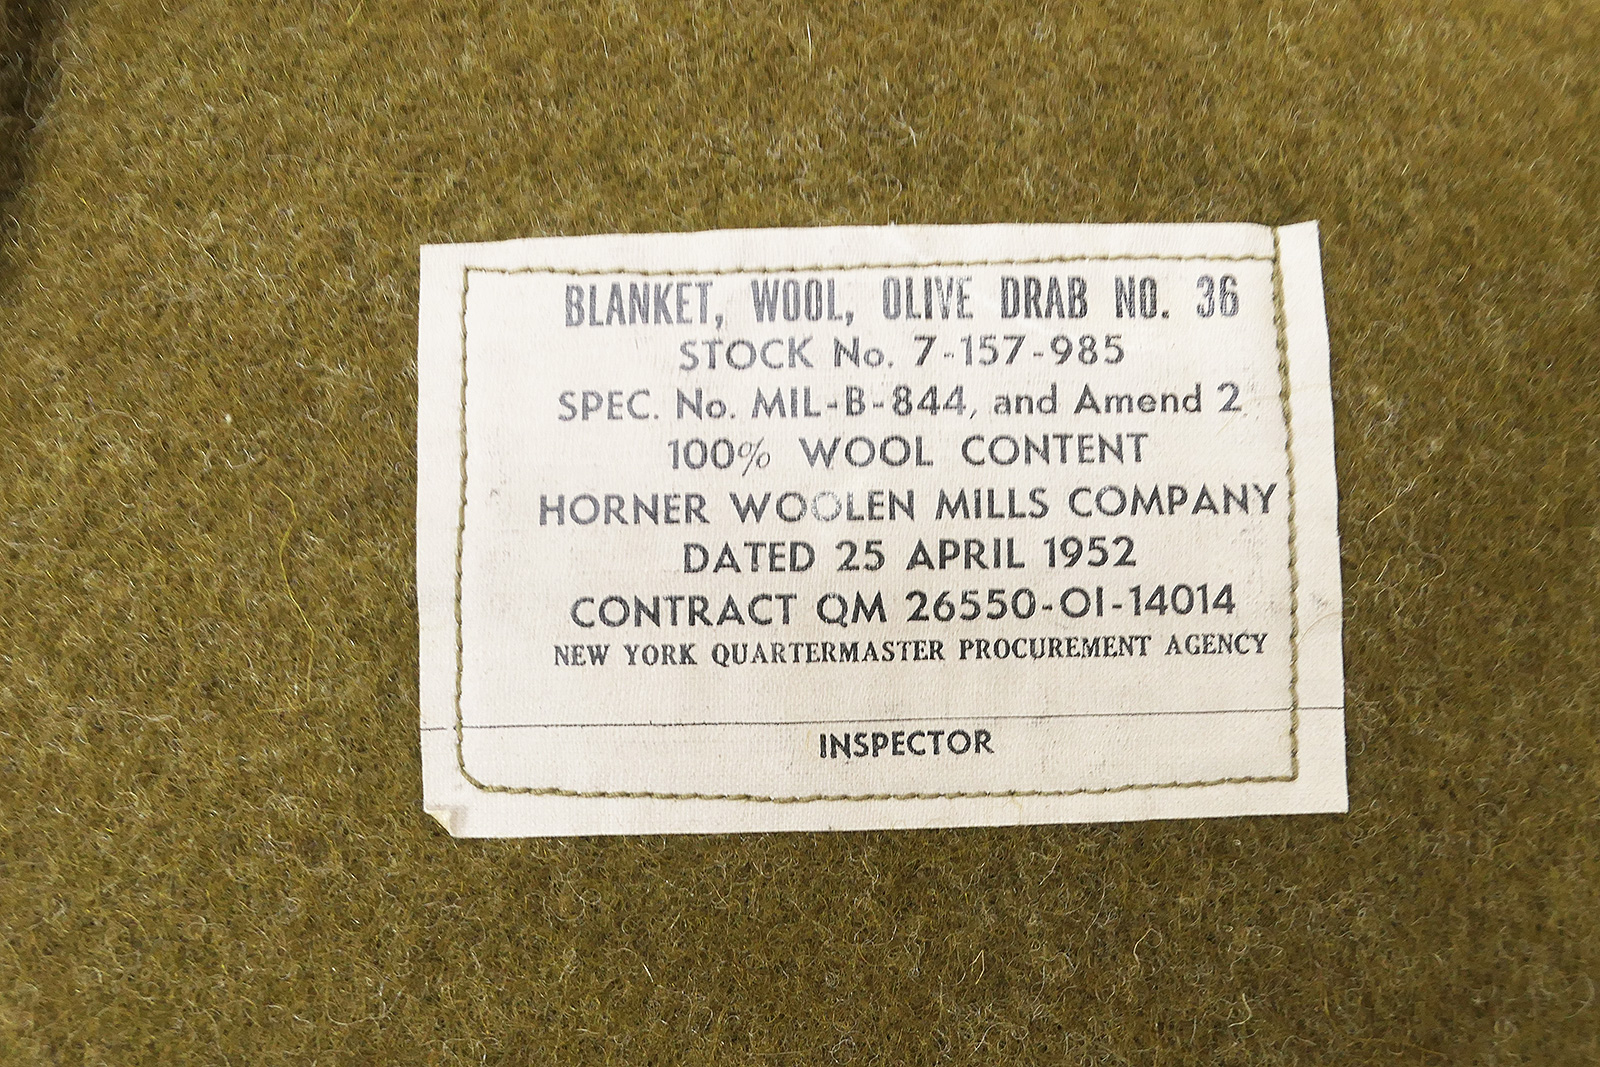 BLANKET, WOOL, OLIVE DRAB NO. 36
STOCK No. 7-157-985
SPEC. No. MIL-B-844, and Amend 2
100% WOOL CONTENT
HORNER WOOLEN MILLS COMPANY
DATED 25 APRIL 1952
CONTRACT QM 26550-OI-14014
NEW YORK QUARTERMASTER PROCUREMENT AGENCY
INSPECTOR